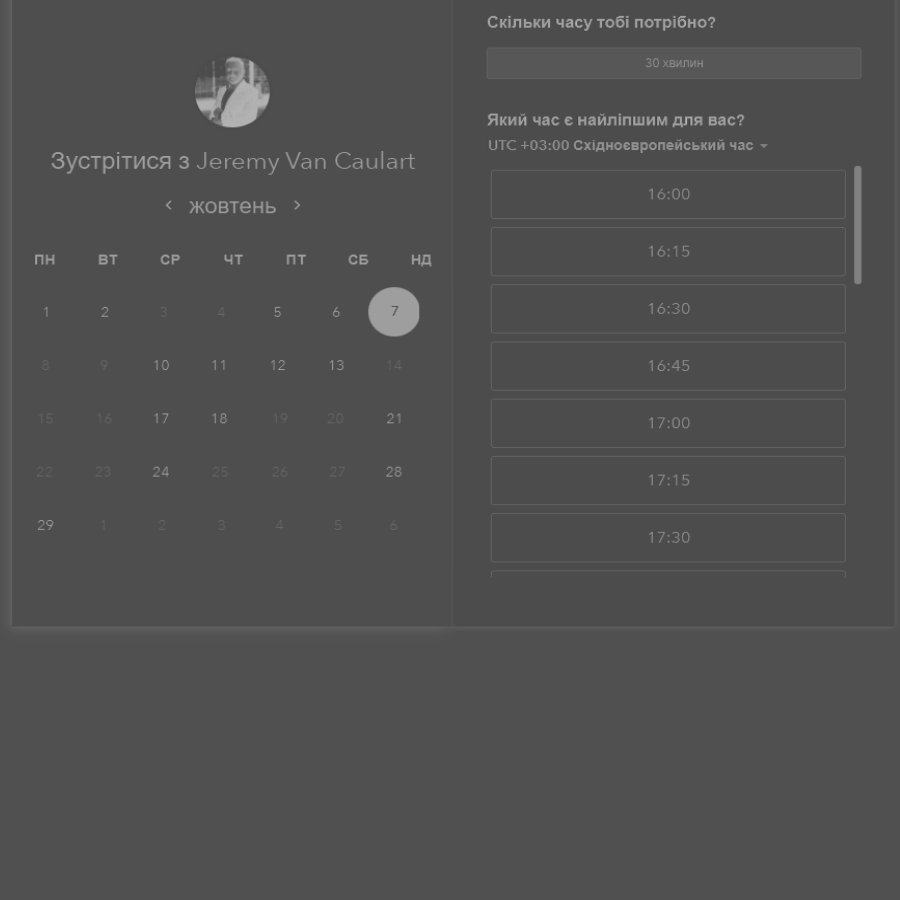 Зустрітися з Jeremy Van Caulart
< жовтень >
ПН ВТ СР ЧТ ПТ СБ НД
1 2 3 4 5 6 7
8 9 10 11 12 13 14
15 16 17 18 19 20 21
22 23 24 25 26 27 28
29 1 2 3 4 5 6
Скільки часу тобі потрібно?
30 хвилин
Який час є найліпшим для вас?
UTC +03:00 Східноєвропейський час
16:00
16:15
16:30
16:45
17:00
17:15
17:30